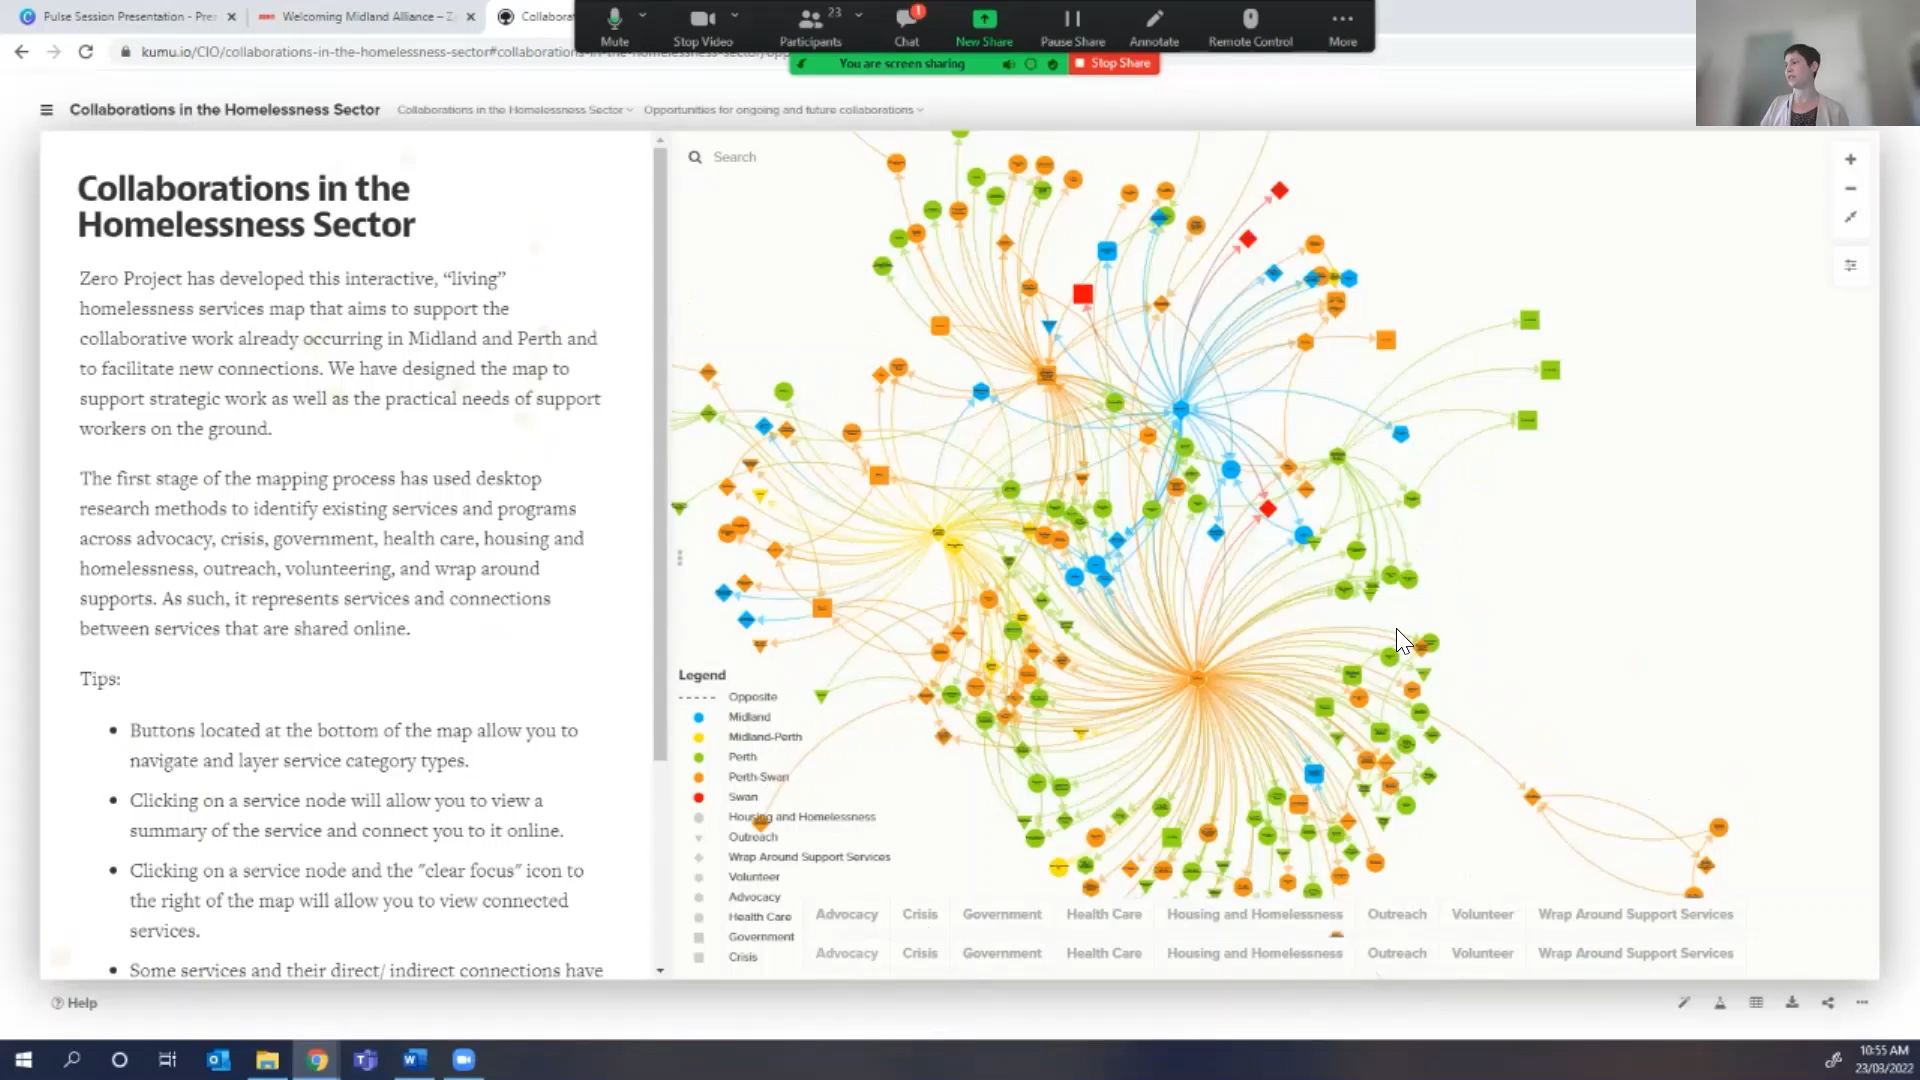 Pulse Session Presentation - Pres
Welcoming Midland Alliance – Z
Collabora
Mute
Stop Video
23
Participants
1
Chat
New Share
Pause Share
Annotate
Remote Control
More
kumu.io/CIO/collaborations-in-the-homelessness-sector#collaborations-in-the-homelessness-sector/opp
You are screen sharing
Stop Share
Collaborations in the Homelessness Sector
Collaborations in the Homelessness Sector
Opportunities for ongoing and future collaborations
Search
Collaborations in the
Homelessness Sector
Zero Project has developed this interactive, “living”
homelessness services map that aims to support the
collaborative work already occurring in Midland and Perth and
to facilitate new connections. We have designed the map to
support strategic work as well as the practical needs of support
workers on the ground.
The first stage of the mapping process has used desktop
research methods to identify existing services and programs
across advocacy, crisis, government, health care, housing and
homelessness, outreach, volunteering, and wrap around
supports. As such, it represents services and connections
between services that are shared online.
Tips:
• Buttons located at the bottom of the map allow you to
navigate and layer service category types.
• Clicking on a service node will allow you to view a
summary of the service and connect you to it online.
• Clicking on a service node and the "clear focus" icon to
the right of the map will allow you to view connected
services.
• Some services and their direct/ indirect connections have
Legend
Opposite
Midland
Midland-Perth
Perth
Perth-Swan
Swan
Housing and Homelessness
Outreach
Wrap Around Support Services
Volunteer
Advocacy
Health Care
Government
Crisis
Advocacy Crisis Government Health Care Housing and Homelessness Outreach Volunteer Wrap Around Support Services
Advocacy Crisis Government Health Care Housing and Homelessness Outreach Volunteer Wrap Around Support Services
Help
10:55 AM
23/03/2022